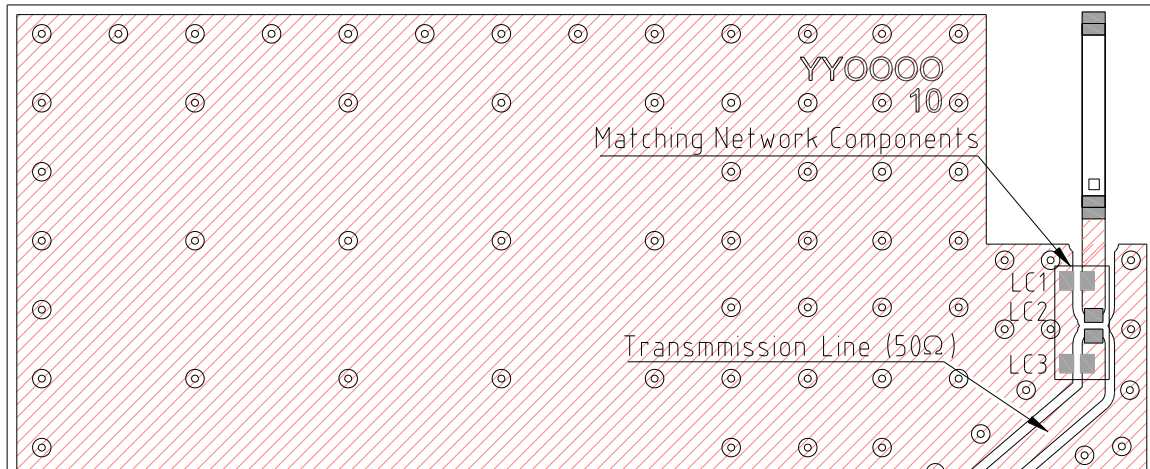 YYOOOO
10
Matching Network Components
LC1
LC2
Transmmission Line (50Ω)
LC3